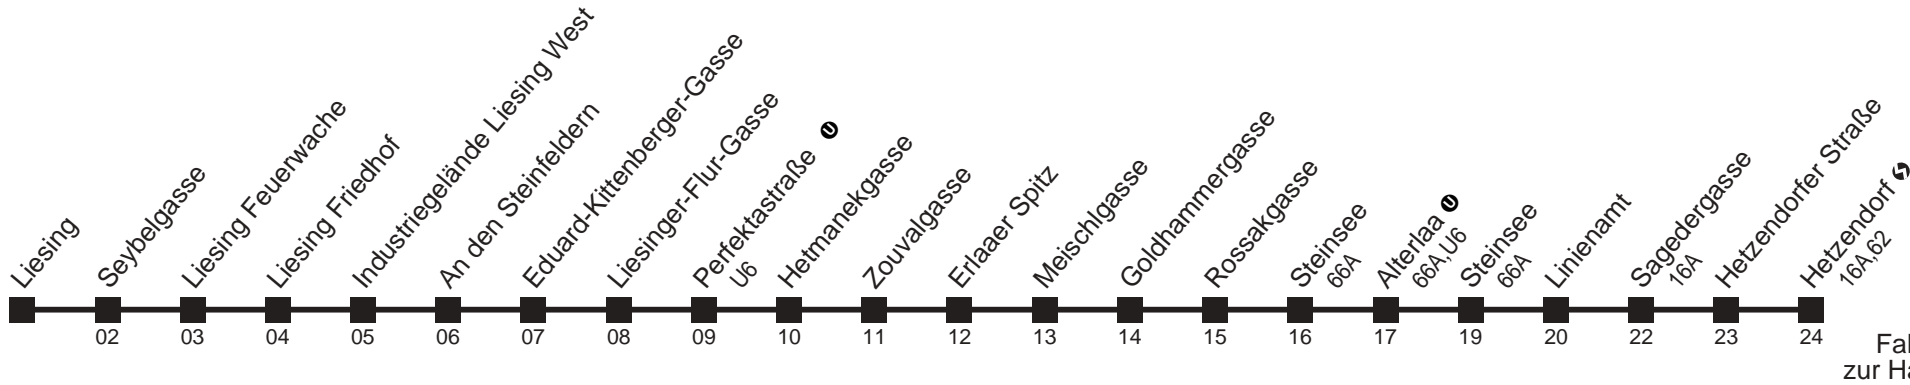 Liesing
Seybelgasse
Liesing Feuerwache
Liesing Friedhof
Industriegelände Liesing West
An den Steinfeldern
Eduard-Kittenberger-Gasse
Liesinger-Flur-Gasse
Perfektastraße U
U6
Hetmanekgasse
Zouvalgasse
Erlaaer Spitz
Meischlgasse
Goldhammergasse
Rossakgasse
Steinsee
66A
Alterlaa U
66A,U6
Steinsee
66A
Linienamt
Sagedergasse
16A
Hetzendorfer Straße
Hetzendorf
16A,62
02 03 04 05 06 07 08 09 10 11 12 13 14 15 16 17 19 20 22 23 24
Fal
zur Ha